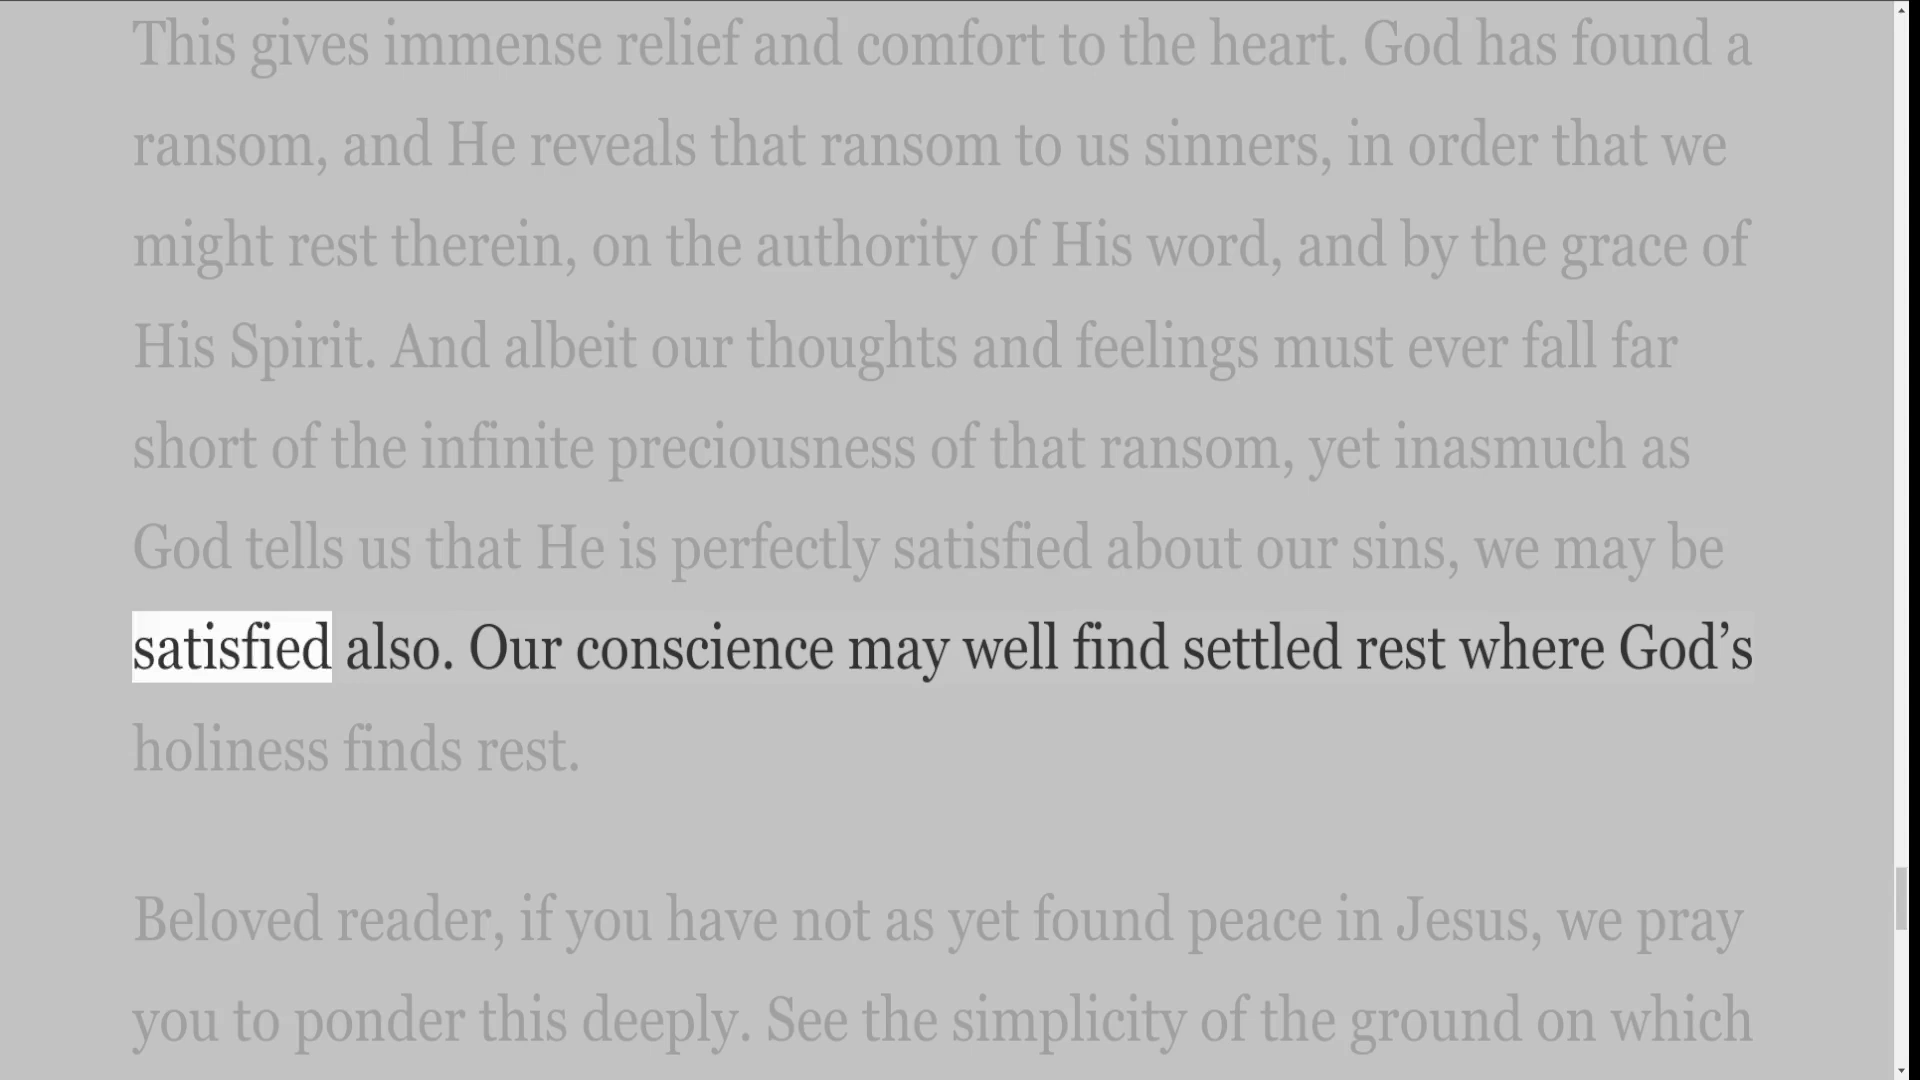 This gives immense relief and comfort to the heart. God has found a
ransom, and He reveals that ransom to us sinners, in order that we
might rest therein, on the authority of His word, and by the grace of
His Spirit. And albeit our thoughts and feelings must ever fall far
short of the infinite preciousness of that ransom, yet inasmuch as
God tells us that He is perfectly satisfied about our sins, we may be
satisfied also. Our conscience may well find settled rest where God’s
holiness finds rest.
Beloved reader, if you have not as yet found peace in Jesus, we pray
you to ponder this deeply. See the simplicity of the ground on which